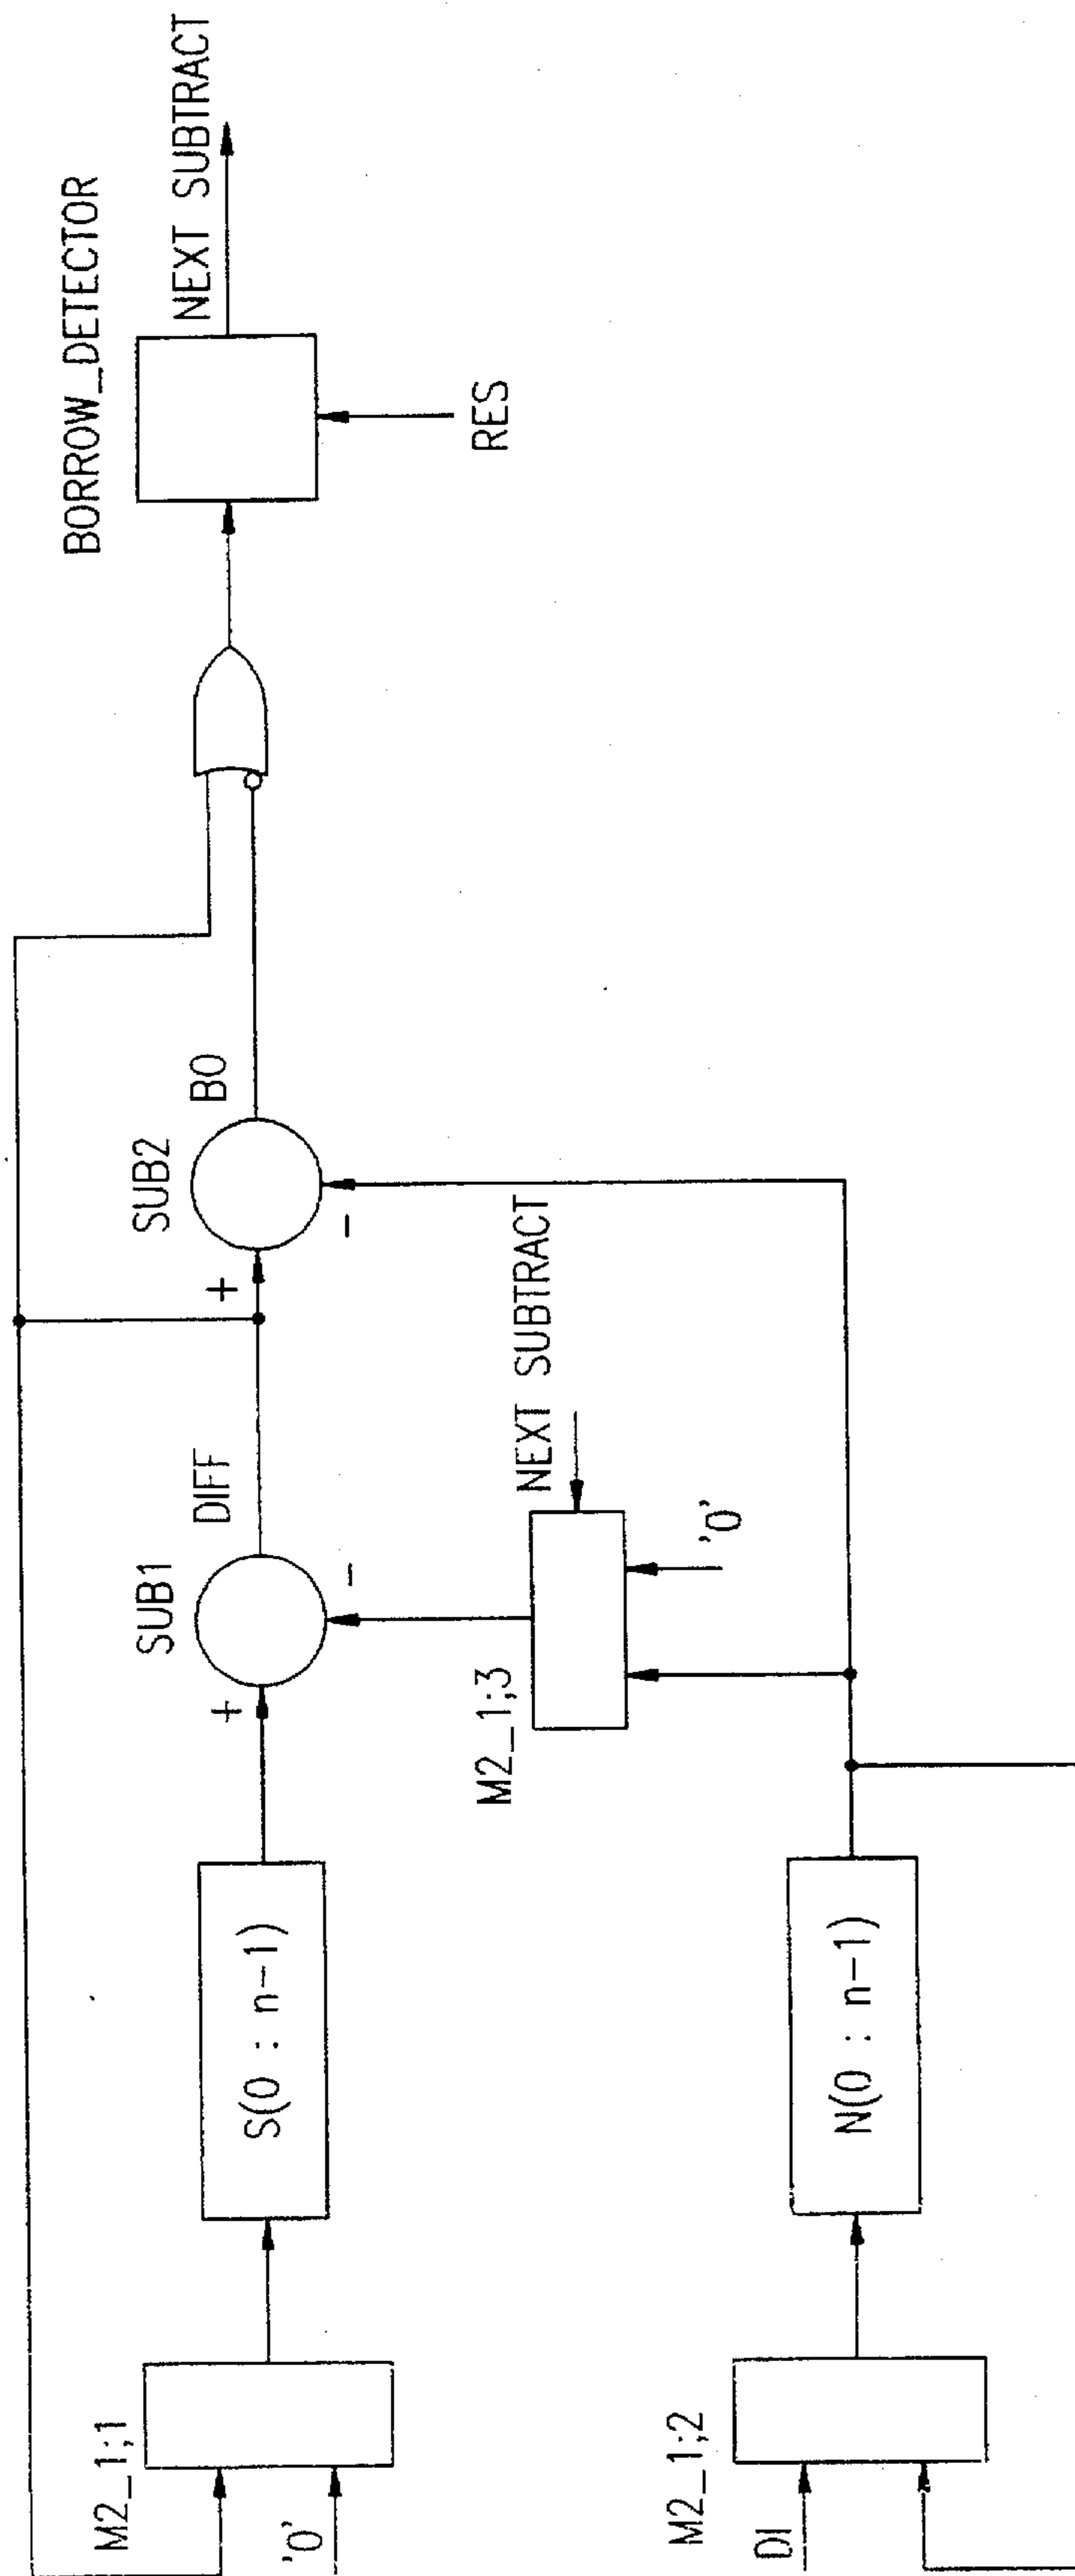 BORROW_DETECTOR
NEXT SUBTRACT
RES
SUB2
B0
+
-
SUB1
DIFF
+
-
NEXT SUBTRACT
'0'
M2_1;3
S(0 : n-1)
N(0 : n-1)
M2_1;1
'0'
M2_1;2
DI